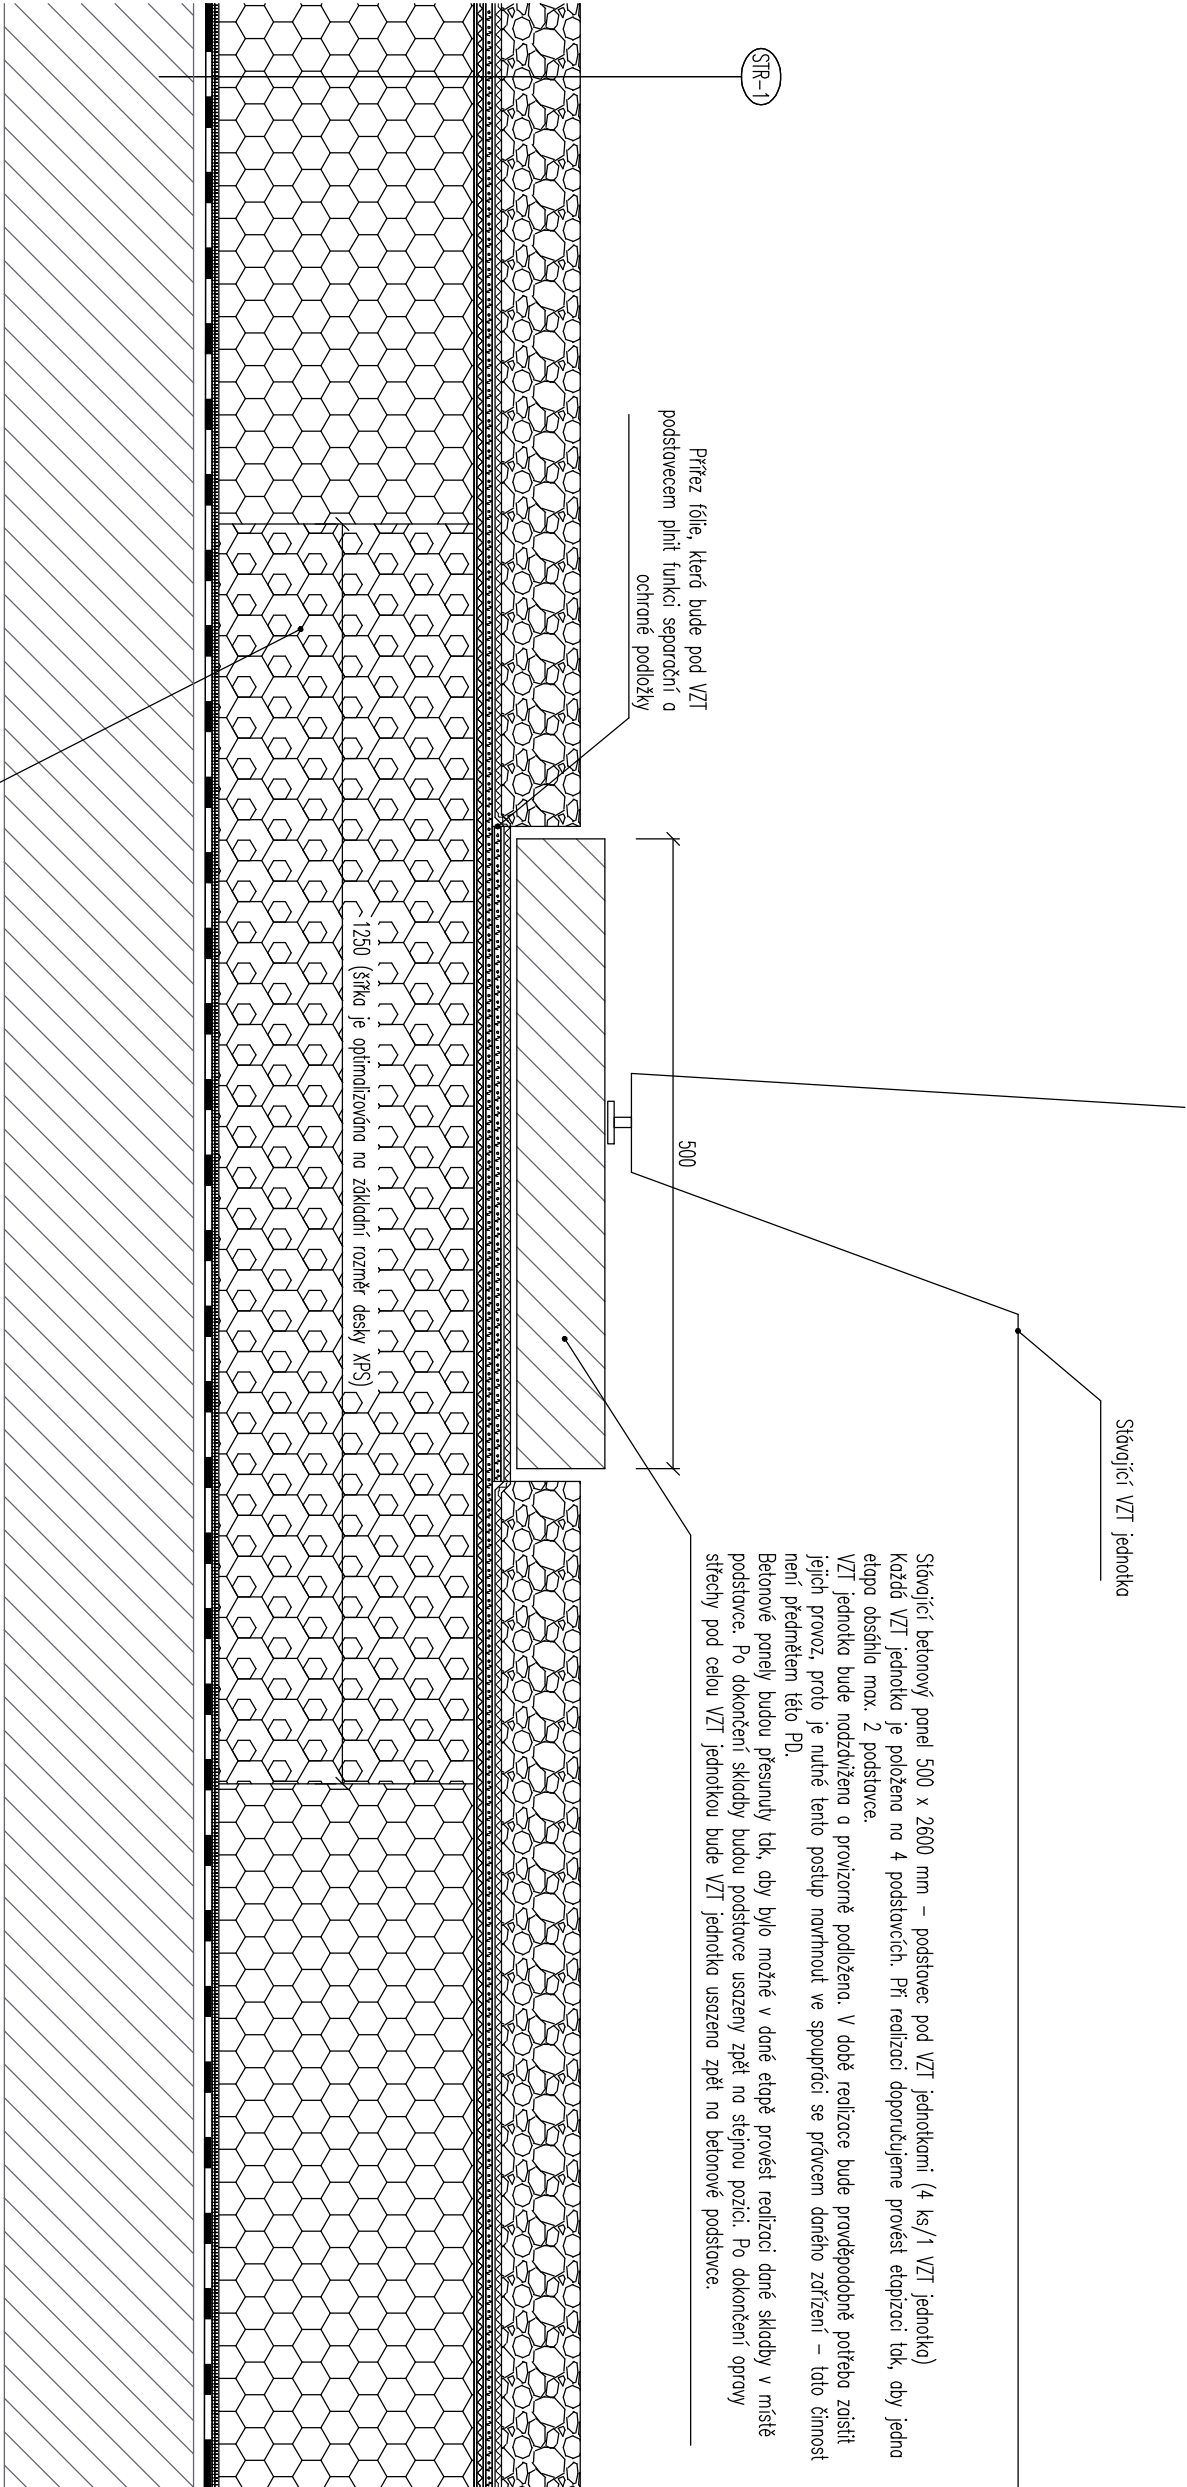 STR-1
Přířez fólie, která bude pod VZT
podstavecem plnit funkci separační a
ochrané podložky
500
~1250 (šířka je optimalizována na základní rozměr desky XPS)
Stávající VZT jednotka
Stávající betonový panel 500 x 2600 mm - podstavec pod VZT jednotkami (4 ks/1 VZT jednotka)
Každá VZT jednotka je položena na 4 podstavcích. Při realizaci doporučujeme provést etapizaci tak, aby jedna
etapa obsáhla max. 2 podstavce.
VZT jednotka bude nadzdvižena a provizorně podložena. V době realizace bude pravděpodobně potřeba zaistit
jejich provoz, proto je nutné tento postup navrhnout ve spoupráci se právcem daného zařízení - tato činnost
není předmětem této PD.
Betonové panely budou přesunuty tak, aby bylo možné v dané etapě provést realizaci dané skladby v místě
podstavce. Po dokončení skladby budou podstavce usazeny zpět na stejnou pozici. Po dokončení opravy
střechy pod celou VZT jednotkou bude VZT jednotka usazena zpět na betonové podstavce.